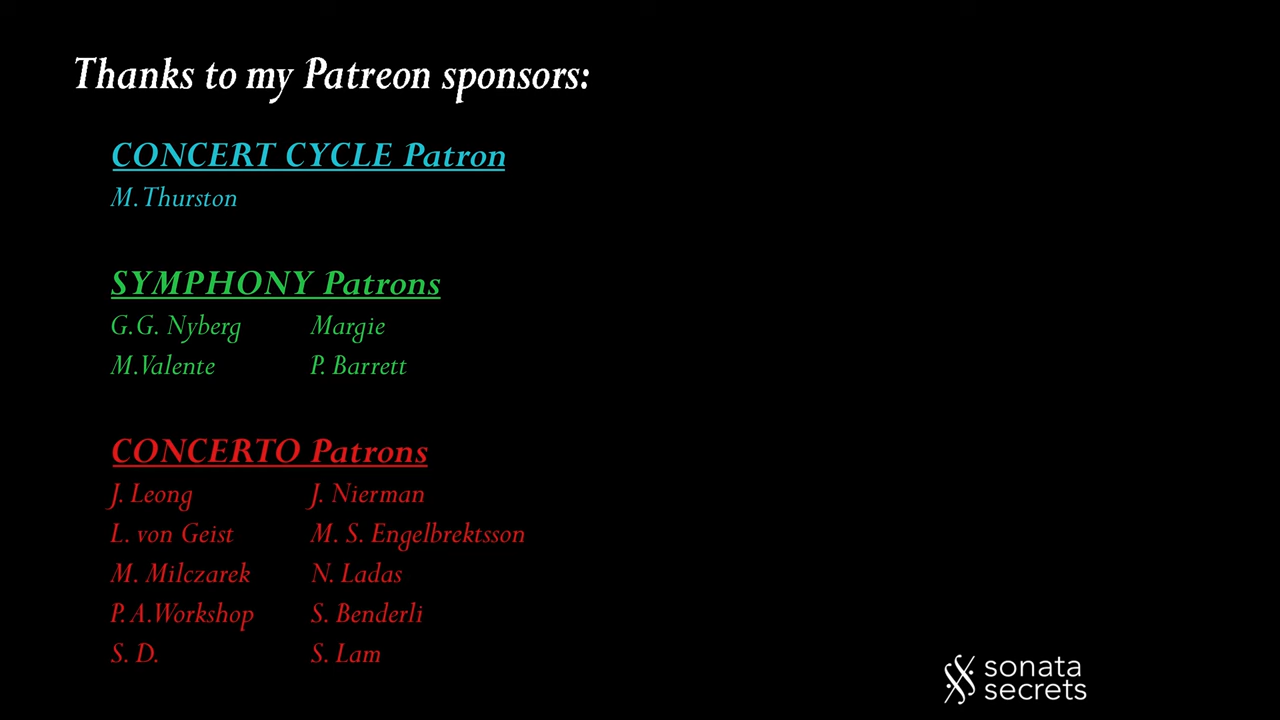 Thanks to my Patreon sponsors:
CONCERT CYCLE Patron
M. Thurston
SYMPHONY Patrons
G.G. Nyberg Margie
M. Valente P. Barrett
CONCERTO Patrons
J. Leong J. Nierman
L. von Geist M. S. Engelbrektsson
M. Milczarek N. Ladas
P. A. Workshop S. Benderli
S. D. S. Lam
sonata
secrets